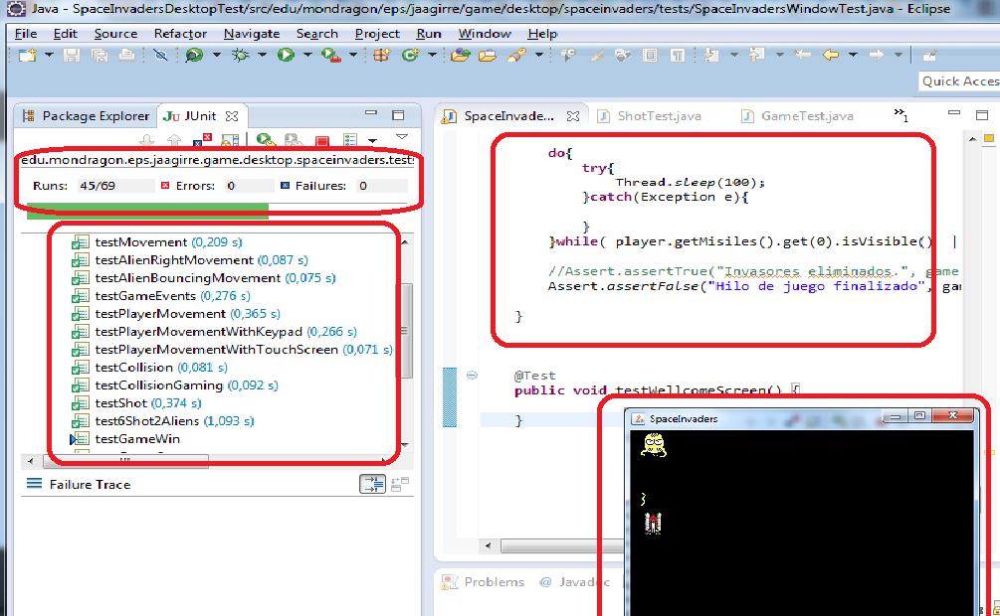 Java - SpaceInvadersDesktopTest/src/edu/mondragon/eps/jaagirre/game/desktop/spaceinvaders/tests/SpaceInvadersWindowTest.java - Eclipse
File Edit Source Refactor Navigate Search Project Run Window Help
Quick Acces
Package Explorer JUnit
SpaceInvade... ShotTest.java GameTest.java »1
edu.mondragon.eps.jaagirre.game.desktop.spaceinvaders.tests
Runs: 45/69 Errors: 0 Failures: 0
testMovement (0,209 s)
testAlienRightMovement (0,087 s)
testAlienBouncingMovement (0,075 s)
testGameEvents (0,276 s)
testPlayerMovement (0,365 s)
testPlayerMovementWithKeypad (0,266 s)
testPlayerMovementWithTouchScreen (0,071 s)
testCollision (0,081 s)
testCollisionGaming (0,092 s)
testShot (0,374 s)
test6Shot2Aliens (1,093 s)
testGameWin
Failure Trace
do{
try{
Thread.sleep(100);
}catch(Exception e){
}
}while( player.getMisiles().get(0).isVisible() |
//Assert.assertTrue("Invasores eliminados.", game
Assert.assertFalse("Hilo de juego finalizado", gam
}
@Test
public void testWellcomeScreen() {
}
SpaceInvaders
Problems @ Javadoc